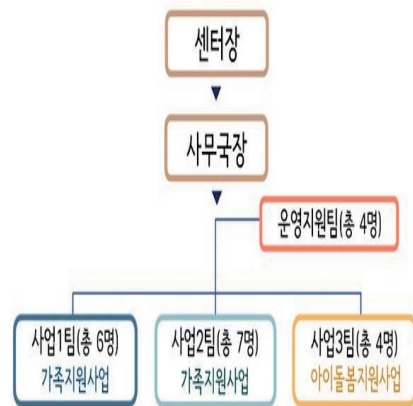 센터장
사무국장
운영지원팀(총 4명)
사업1팀(총 6명)
가족지원사업
사업2팀(총 7명)
가족지원사업
사업3팀(총 4명)
아이돌봄지원사업